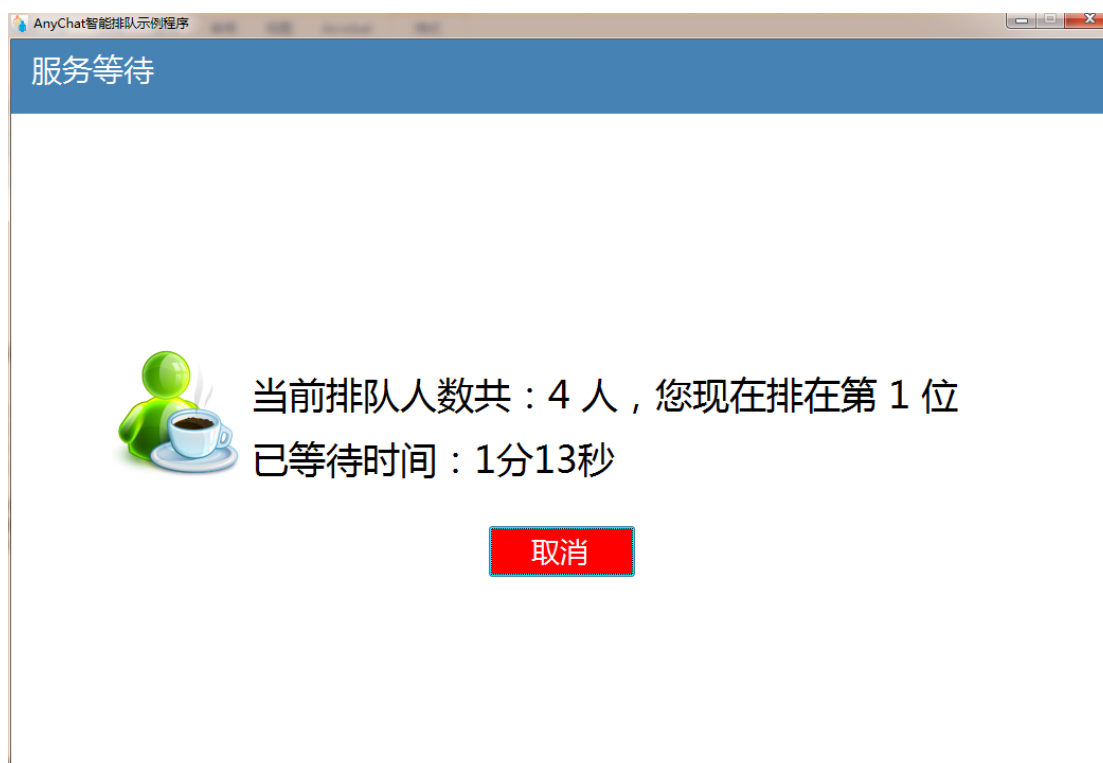 AnyChat智能排队示例程序
服务等待
当前排队人数共：4 人，您现在排在第 1 位
已等待时间：1分13秒
取消